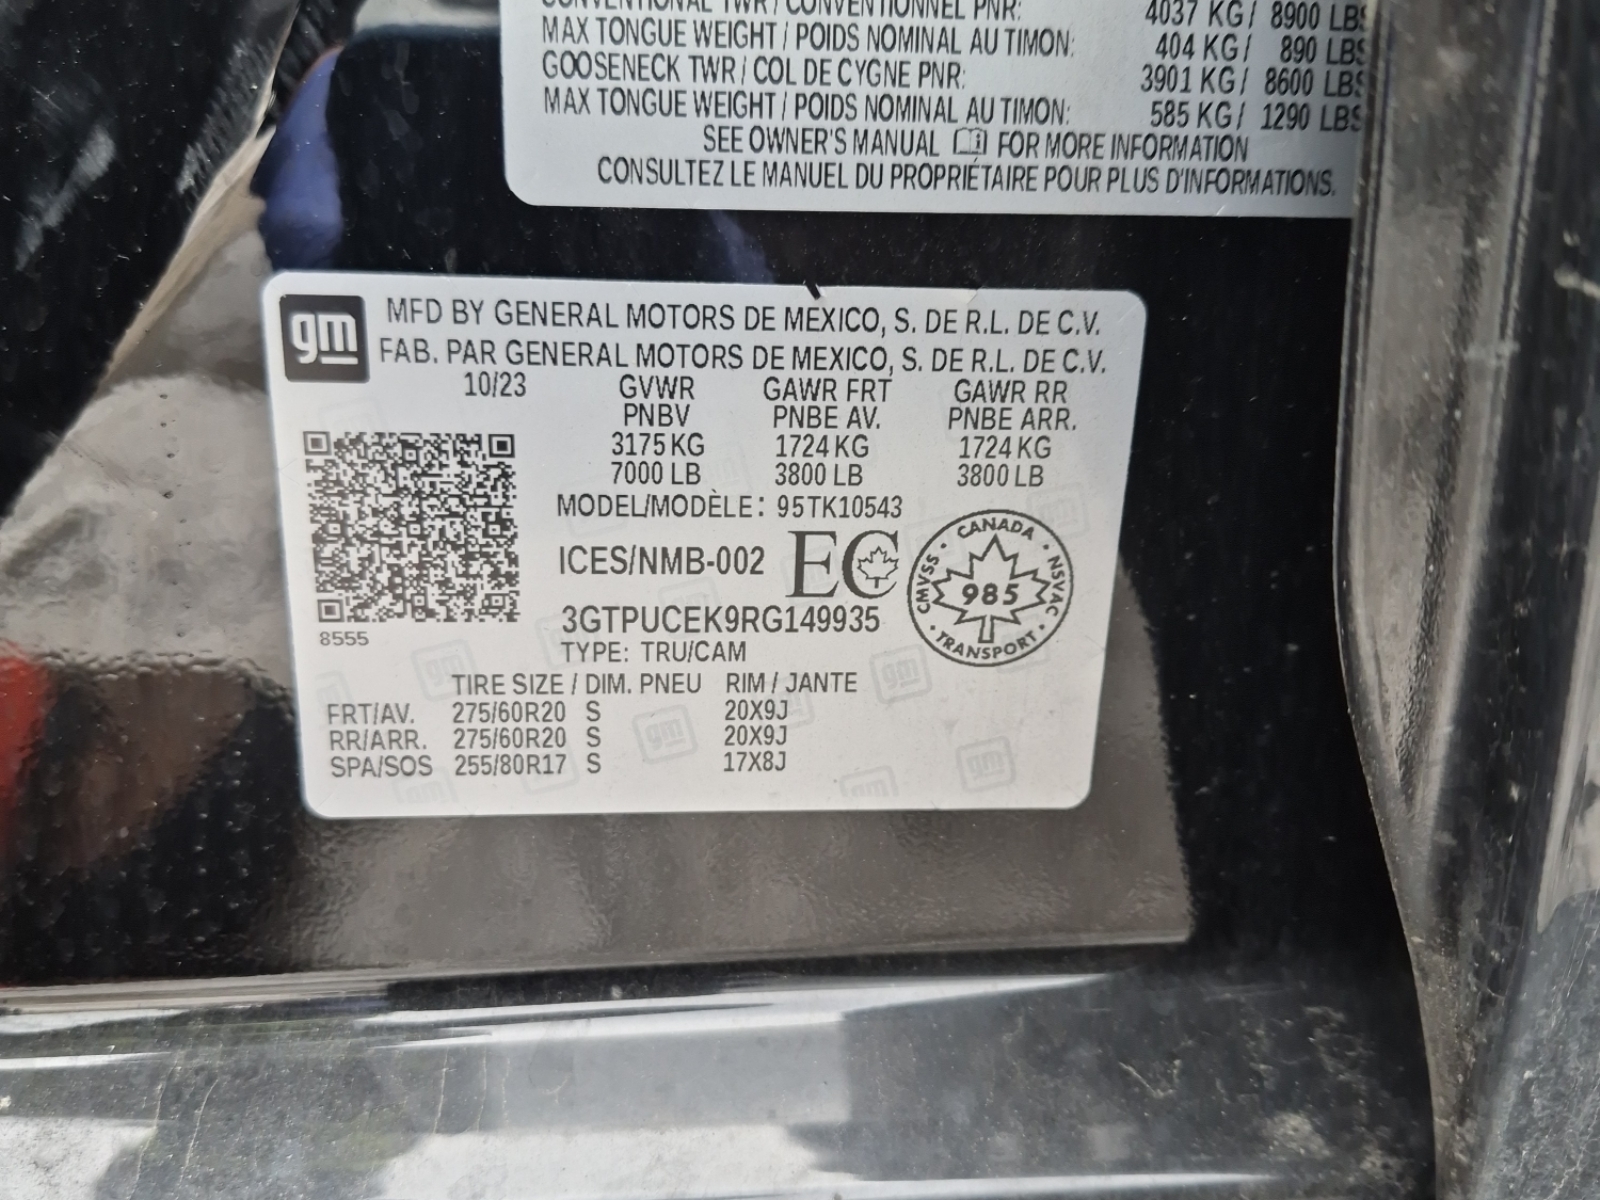 CONVENTIONAL TWR / CONVENTIONNEL PNR: 4037 KG / 8900 LBS
MAX TONGUE WEIGHT / POIDS NOMINAL AU TIMON: 404 KG / 890 LBS
GOOSENECK TWR / COL DE CYGNE PNR: 3901 KG / 8600 LBS
MAX TONGUE WEIGHT / POIDS NOMINAL AU TIMON: 585 KG / 1290 LBS
SEE OWNER'S MANUAL FOR MORE INFORMATION
CONSULTEZ LE MANUEL DU PROPRIÉTAIRE POUR PLUS D'INFORMATIONS.
gm
MFD BY GENERAL MOTORS DE MEXICO, S. DE R.L. DE C.V.
FAB. PAR GENERAL MOTORS DE MEXICO, S. DE R.L. DE C.V.
10/23 GVWR GAWR FRT GAWR RR
PNBV PNBE AV. PNBE ARR.
3175 KG 1724 KG 1724 KG
7000 LB 3800 LB 3800 LB
MODEL/MODÈLE: 95TK10543
ICES/NMB-002 EC
CANADA
CMVSS 985 NSVAC
TRANSPORT
3GTPUCEK9RG149935
8555
TYPE: TRU/CAM
TIRE SIZE / DIM. PNEU RIM / JANTE
FRT/AV. 275/60R20 S 20X9J
RR/ARR. 275/60R20 S 20X9J
SPA/SOS 255/80R17 S 17X8J